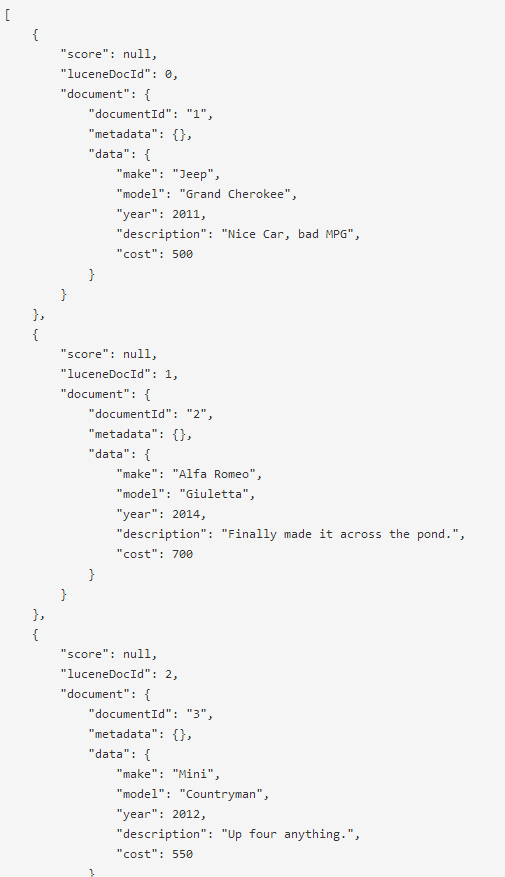 [
    {
        "score": null,
        "luceneDocId": 0,
        "document": {
            "documentId": "1",
            "metadata": {},
            "data": {
                "make": "Jeep",
                "model": "Grand Cherokee",
                "year": 2011,
                "description": "Nice Car, bad MPG",
                "cost": 500
            }
        }
    },
    {
        "score": null,
        "luceneDocId": 1,
        "document": {
            "documentId": "2",
            "metadata": {},
            "data": {
                "make": "Alfa Romeo",
                "model": "Giuletta",
                "year": 2014,
                "description": "Finally made it across the pond.",
                "cost": 700
            }
        }
    },
    {
        "score": null,
        "luceneDocId": 2,
        "document": {
            "documentId": "3",
            "metadata": {},
            "data": {
                "make": "Mini",
                "model": "Countryman",
                "year": 2012,
                "description": "Up four anything.",
                "cost": 550
            }